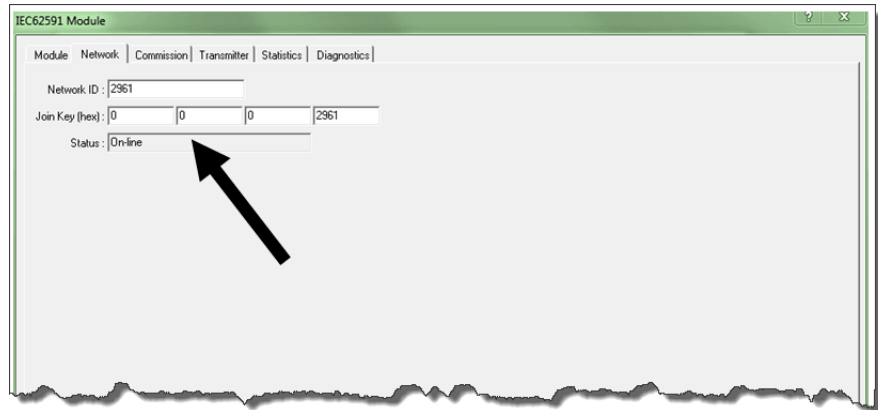 IEC62591 Module ? X
Module Network Commission Transmitter Statistics Diagnostics
Network ID : 2961
Join Key (hex) : 0 0 0 2961
Status : On-line